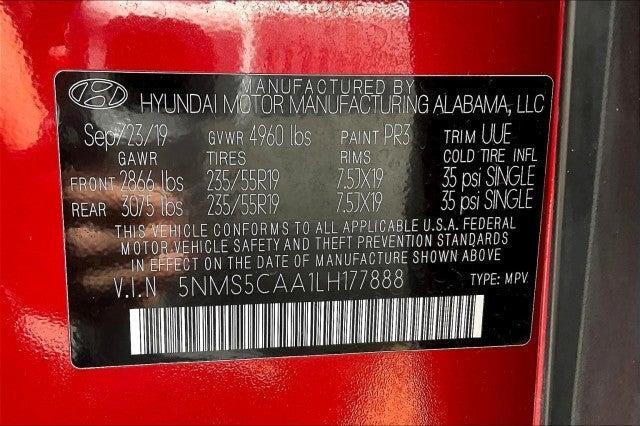 MANUFACTURED BY
HYUNDAI MOTOR MANUFACTURING ALABAMA, LLC
Sep/23/19 GVWR 4960 lbs PAINT PR3 TRIM UUE
GAWR TIRES RIMS COLD TIRE INFL
FRONT 2866 lbs 235/55R19 7.5JX19 35 psi SINGLE
REAR 3075 lbs 235/55R19 7.5JX19 35 psi SINGLE
THIS VEHICLE CONFORMS TO ALL APPLICABLE U.S.A. FEDERAL
MOTOR VEHICLE SAFETY AND THEFT PREVENTION STANDARDS
IN EFFECT ON THE DATE OF MANUFACTURE SHOWN ABOVE
V.I.N 5NMS5CAA1LH177888 TYPE: MPV